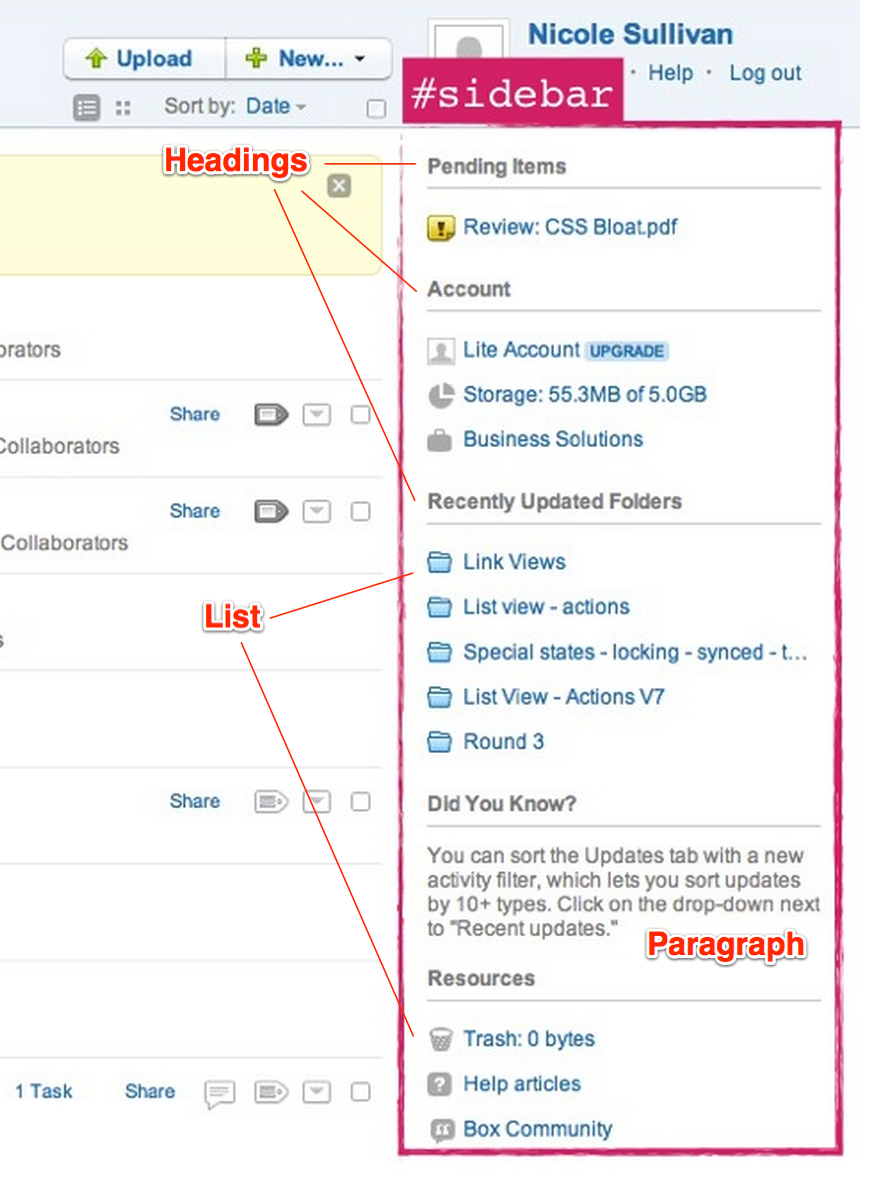 Nicole Sullivan
Upload New...
· Help · Log out
Sort by: Date
#sidebar
Headings
Pending Items
Review: CSS Bloat.pdf
Account
Lite Account UPGRADE
Storage: 55.3MB of 5.0GB
Business Solutions
Recently Updated Folders
Link Views
List view - actions
Special states - locking - synced - t...
List View - Actions V7
Round 3
Did You Know?
You can sort the Updates tab with a new
activity filter, which lets you sort updates
by 10+ types. Click on the drop-down next
to "Recent updates."
Paragraph
Resources
Trash: 0 bytes
Help articles
Box Community
orators
Share
Collaborators
Share
Collaborators
List
s
Share
1 Task Share